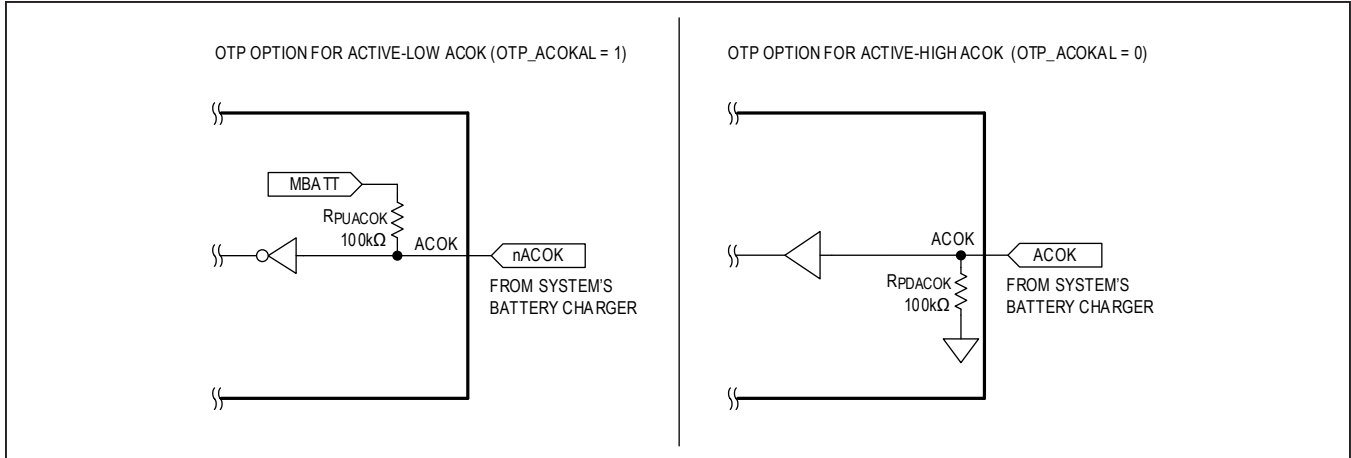 OTP OPTION FOR ACTIVE-LOW ACOK (OTP_ACOKAL = 1)
MBATT
RPUACOK
100kΩ
ACOK
nACOK
FROM SYSTEM'S
BATTERY CHARGER
OTP OPTION FOR ACTIVE-HIGH ACOK (OTP_ACOKAL = 0)
ACOK
ACOK
RPDACOK
100kΩ
FROM SYSTEM'S
BATTERY CHARGER